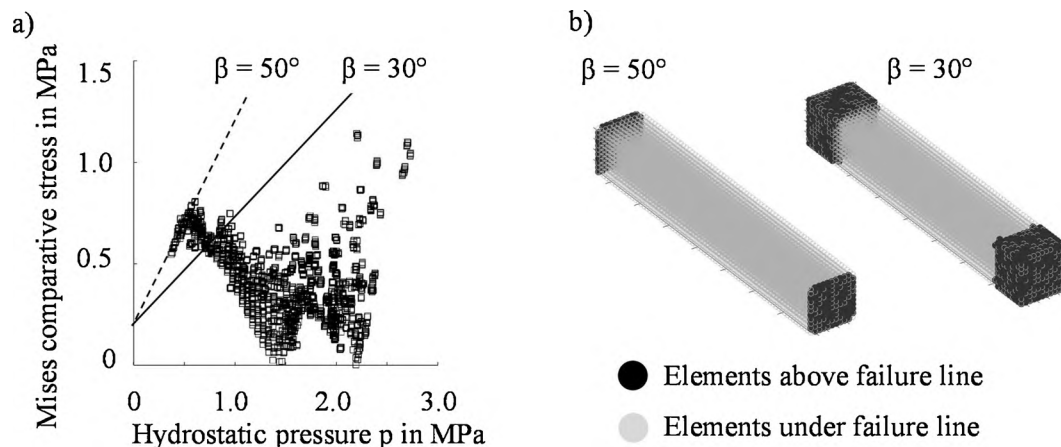 a)
Mises comparative stress in MPa
β = 50°
β = 30°
1.5
1.0
0.5
0
0
1.0
2.0
3.0
Hydrostatic pressure p in MPa
b)
β = 50°
β = 30°
Elements above failure line
Elements under failure line